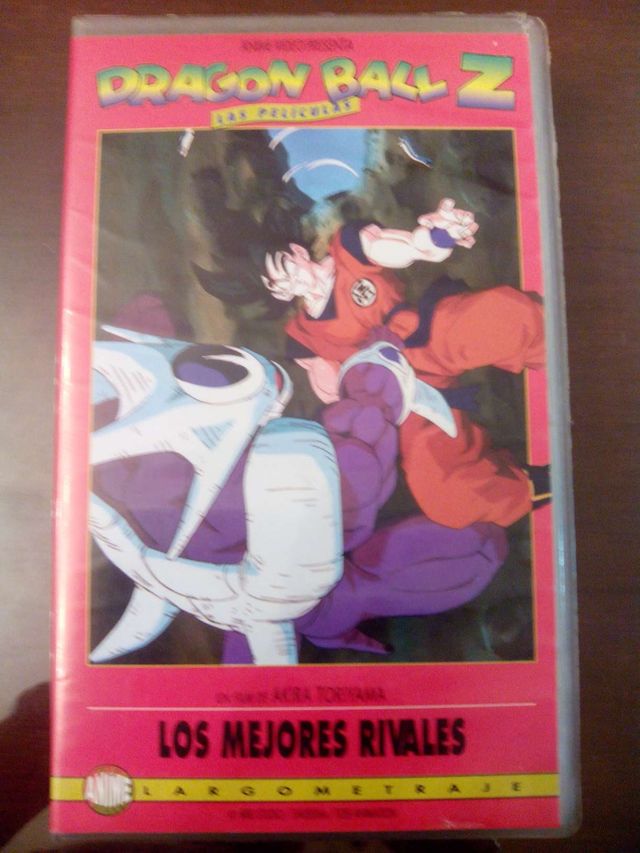 ANIME VIDEO PRESENTA
DRAGON BALL Z
LAS PELICULAS
UN FILM DE AKIRA TORIYAMA
LOS MEJORES RIVALES
ANIME
LARGOMETRAJE